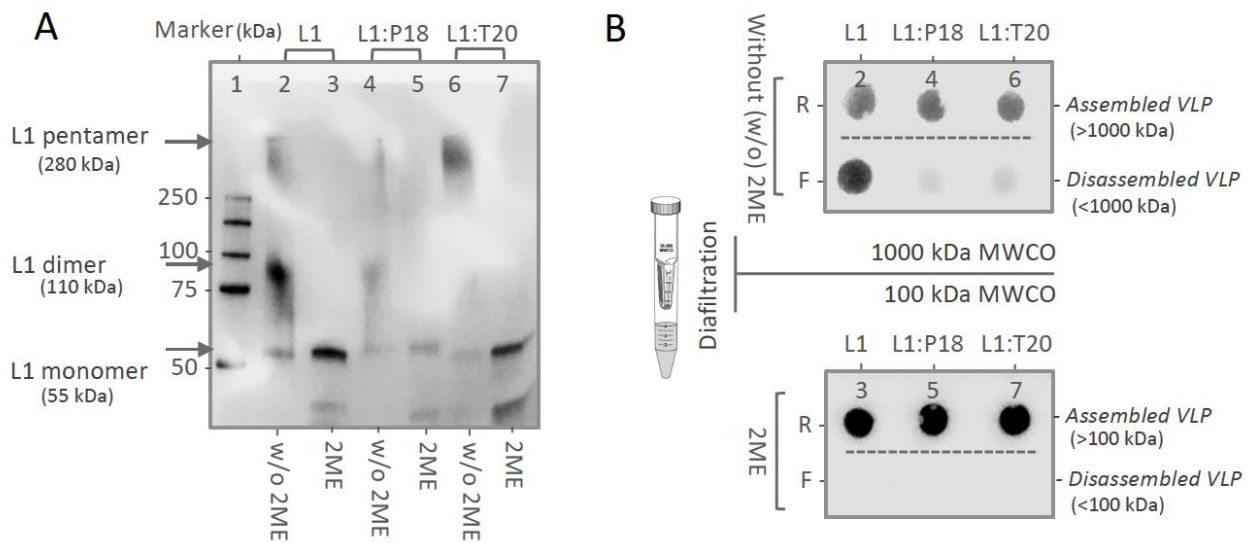 A
Marker (kDa)
L1
L1:P18
L1:T20
1
2
3
4
5
6
7
L1 pentamer
(280 kDa)
250
100
L1 dimer
(110 kDa)
75
L1 monomer
(55 kDa)
50
w/o 2ME
2ME
w/o 2ME
2ME
w/o 2ME
2ME
B
L1
L1:P18
L1:T20
Without (w/o) 2ME
R
F
2
4
6
- Assembled VLP
(>1000 kDa)
- Disassembled VLP
(<1000 kDa)
Diafiltration
1000 kDa MWCO
100 kDa MWCO
L1
L1:P18
L1:T20
2ME
R
F
3
5
7
- Assembled VLP
(>100 kDa)
- Disassembled VLP
(<100 kDa)